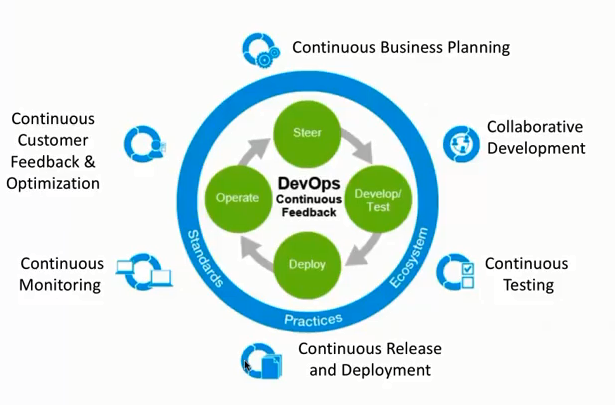 Continuous Business Planning
Continuous
Customer
Feedback &
Optimization
Collaborative
Development
Steer
Operate
DevOps
Continuous
Feedback
Develop/
Test
Deploy
Standards
Practices
Ecosystem
Continuous
Monitoring
Continuous
Testing
Continuous Release
and Deployment